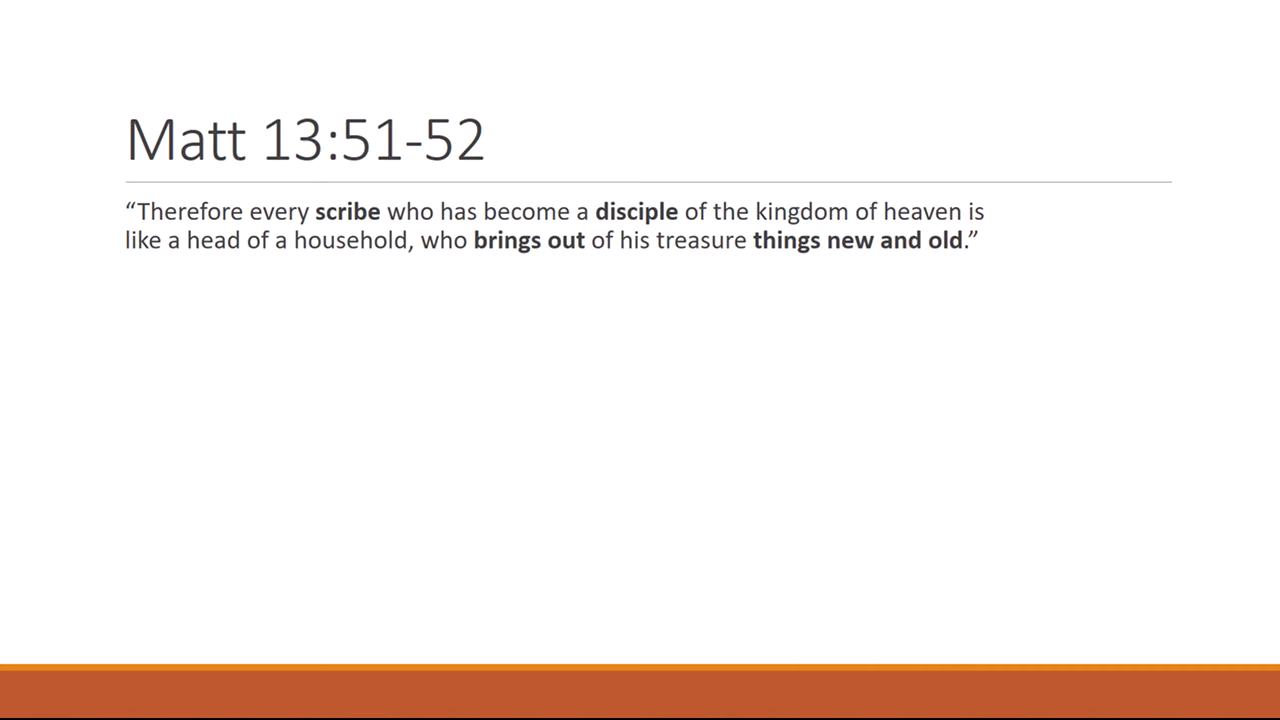 Matt 13:51-52
“Therefore every scribe who has become a disciple of the kingdom of heaven is
like a head of a household, who brings out of his treasure things new and old.”